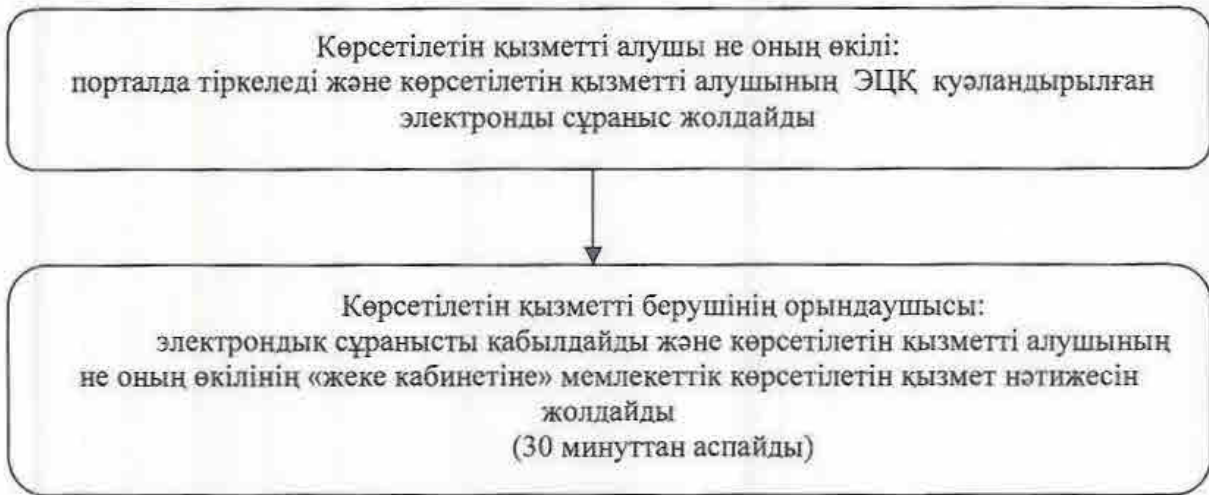 Көрсетілетін қызметті алушы не оның өкілі:
порталда тіркеледі және көрсетілетін қызметті алушының ЭЦҚ куәландырылған
электронды сұраныс жолдайды
Көрсетілетін қызметті берушінің орындаушысы:
электрондық сұранысты қабылдайды және көрсетілетін қызметті алушының
не оның өкілінің «жеке кабинетіне» мемлекеттік көрсетілетін қызмет нәтижесін
жолдайды
(30 минуттан аспайды)